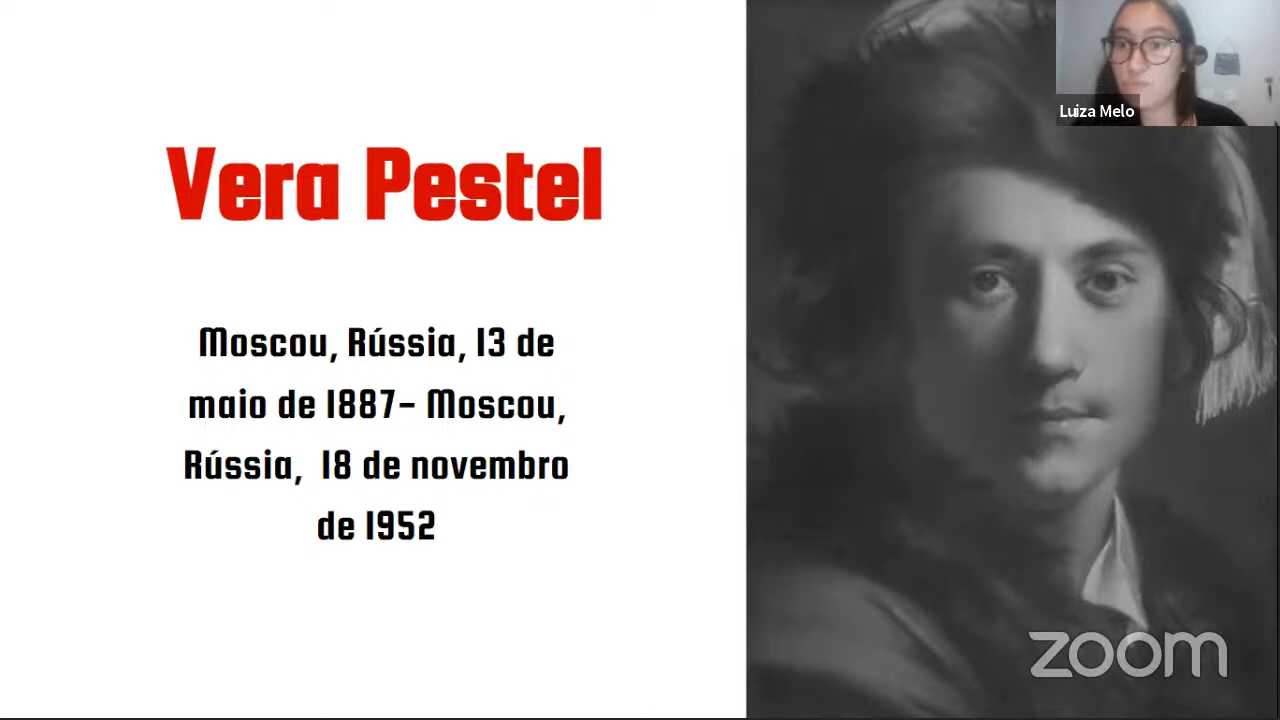 Vera Pestel
Moscou, Rússia, 13 de
maio de 1887- Moscou,
Rússia, 18 de novembro
de 1952
Luiza Melo
zoom